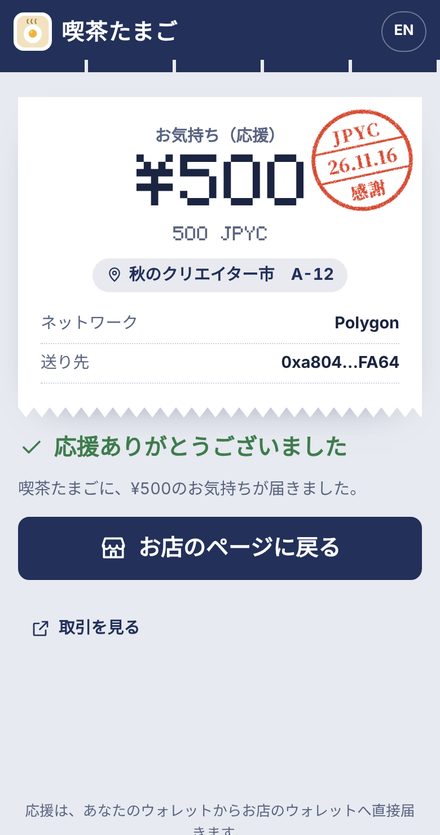 喫茶たまご
EN
お気持ち（応援）
¥500
500 JPYC
JPYC
26.11.16
感謝
秋のクリエイター市　A-12
ネットワーク Polygon
送り先 0xa804...FA64
応援ありがとうございました
喫茶たまごに、¥500のお気持ちが届きました。
お店のページに戻る
取引を見る
応援は、あなたのウォレットからお店のウォレットへ直接届
きます